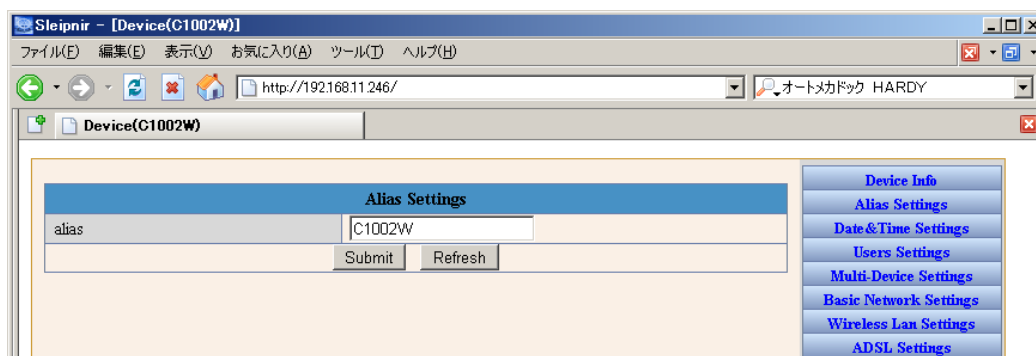 Sleipnir - [Device(C1002W)]
ファイル(F) 編集(E) 表示(V) お気に入り(A) ツール(T) ヘルプ(H)
http://192.168.11.246/
オートメカドック HARDY
Device(C1002W)
Alias Settings
alias C1002W
Submit Refresh
Device Info
Alias Settings
Date&Time Settings
Users Settings
Multi-Device Settings
Basic Network Settings
Wireless Lan Settings
ADSL Settings